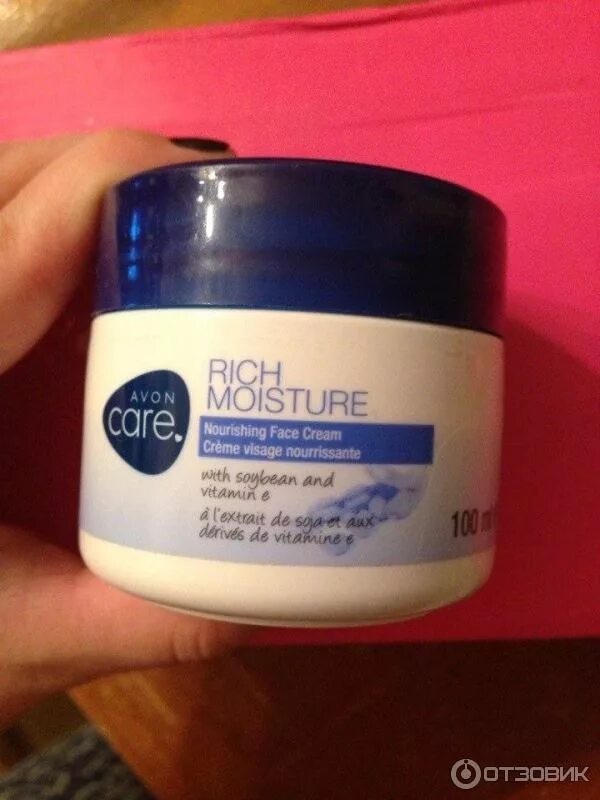 AVON
care.
RICH
MOISTURE
Nourishing Face Cream
Crème visage nourrissante
with soybean and
vitamin e
à l'extrait de soja et aux
dérivés de vitamine e
100 ml
ОТЗОВИК